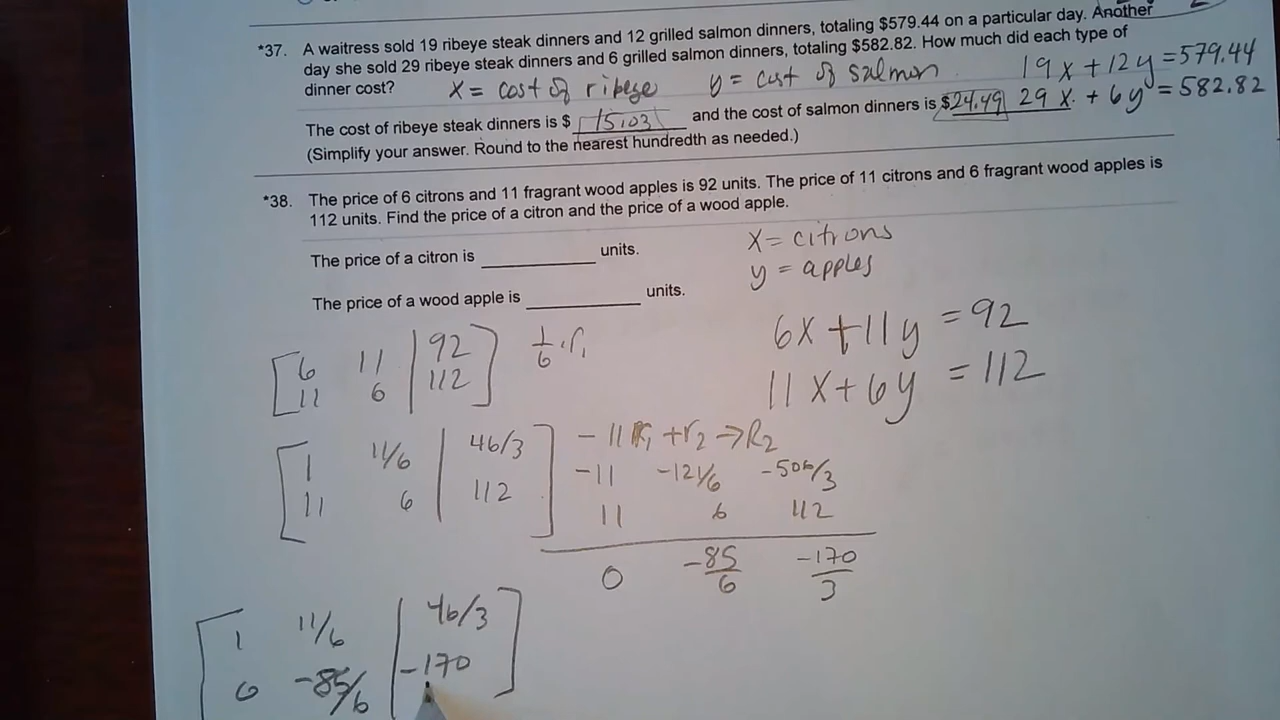 *37. A waitress sold 19 ribeye steak dinners and 12 grilled salmon dinners, totaling $579.44 on a particular day. Another
day she sold 29 ribeye steak dinners and 6 grilled salmon dinners, totaling $582.82. How much did each type of
dinner cost? x = cost of ribeye y = cost of salmon 19x + 12y = 579.44
The cost of ribeye steak dinners is $ 15.03 and the cost of salmon dinners is $24.49 29x + 6y = 582.82
(Simplify your answer. Round to the nearest hundredth as needed.)
*38. The price of 6 citrons and 11 fragrant wood apples is 92 units. The price of 11 citrons and 6 fragrant wood apples is
112 units. Find the price of a citron and the price of a wood apple.
x = citrons
The price of a citron is ____ units.
y = apples
The price of a wood apple is ____ units.
6x + 11y = 92
[6 11 | 92] 1/6 · r1
[11 6 | 112]
11x + 6y = 112
[1 11/6 | 46/3] -11R1 + r2 → R2
-11 -121/6 -506/3
[11 6 | 112]
11 6 112
0 -85/6 -170/3
[1 11/6 | 46/3]
[0 -85/6 | -170